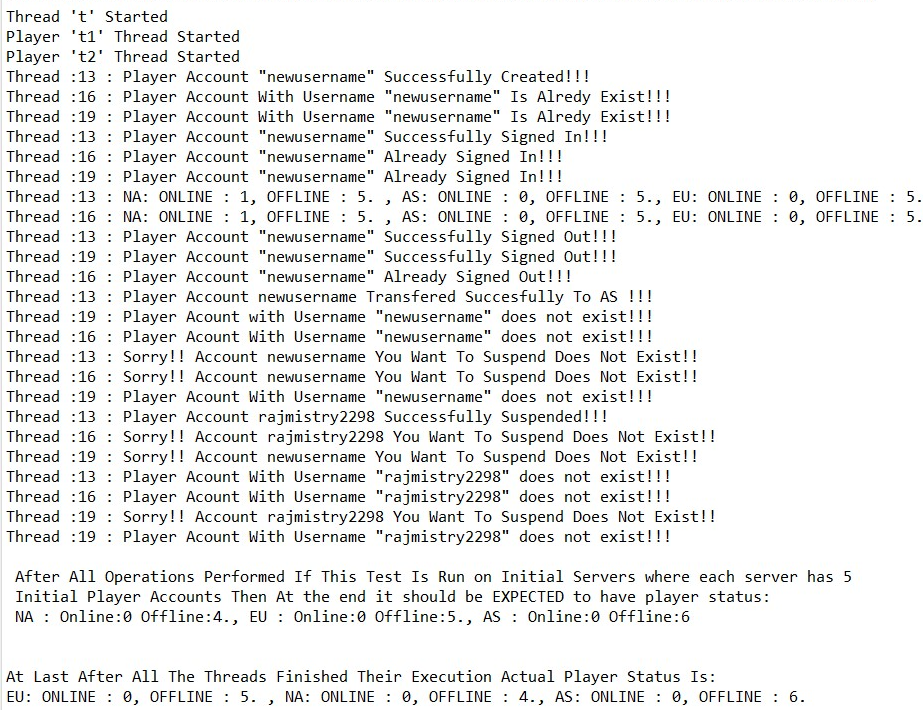 Thread 't' Started
Player 't1' Thread Started
Player 't2' Thread Started
Thread :13 : Player Account "newusername" Successfully Created!!!
Thread :16 : Player Account With Username "newusername" Is Alredy Exist!!!
Thread :19 : Player Account With Username "newusername" Is Alredy Exist!!!
Thread :13 : Player Account "newusername" Successfully Signed In!!!
Thread :16 : Player Account "newusername" Already Signed In!!!
Thread :19 : Player Account "newusername" Already Signed In!!!
Thread :13 : NA: ONLINE : 1, OFFLINE : 5. , AS: ONLINE : 0, OFFLINE : 5., EU: ONLINE : 0, OFFLINE : 5.
Thread :16 : NA: ONLINE : 1, OFFLINE : 5. , AS: ONLINE : 0, OFFLINE : 5., EU: ONLINE : 0, OFFLINE : 5.
Thread :13 : Player Account "newusername" Successfully Signed Out!!!
Thread :19 : Player Account "newusername" Successfully Signed Out!!!
Thread :16 : Player Account "newusername" Already Signed Out!!!
Thread :13 : Player Account newusername Transfered Succesfully To AS !!!
Thread :19 : Player Acount with Username "newusername" does not exist!!!
Thread :16 : Player Acount with Username "newusername" does not exist!!!
Thread :13 : Sorry!! Account newusername You Want To Suspend Does Not Exist!!
Thread :16 : Sorry!! Account newusername You Want To Suspend Does Not Exist!!
Thread :19 : Player Acount With Username "newusername" does not exist!!!
Thread :13 : Player Account rajmistry2298 Successfully Suspended!!!
Thread :16 : Sorry!! Account rajmistry2298 You Want To Suspend Does Not Exist!!
Thread :19 : Sorry!! Account newusername You Want To Suspend Does Not Exist!!
Thread :13 : Player Acount With Username "rajmistry2298" does not exist!!!
Thread :16 : Player Acount With Username "rajmistry2298" does not exist!!!
Thread :19 : Sorry!! Account rajmistry2298 You Want To Suspend Does Not Exist!!
Thread :19 : Player Acount With Username "rajmistry2298" does not exist!!!
After All Operations Performed If This Test Is Run on Initial Servers where each server has 5
Initial Player Accounts Then At the end it should be EXPECTED to have player status:
NA : Online:0 Offline:4., EU : Online:0 Offline:5., AS : Online:0 Offline:6
At Last After All The Threads Finished Their Execution Actual Player Status Is:
EU: ONLINE : 0, OFFLINE : 5. , NA: ONLINE : 0, OFFLINE : 4., AS: ONLINE : 0, OFFLINE : 6.